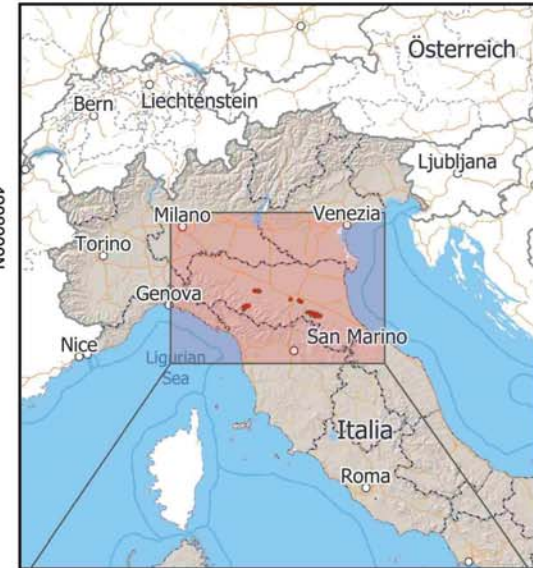 Österreich
Bern
Liechtenstein
Ljubljana
Milano
Venezia
Torino
Genova
San Marino
Nice
Ligurian
Sea
Italia
Roma